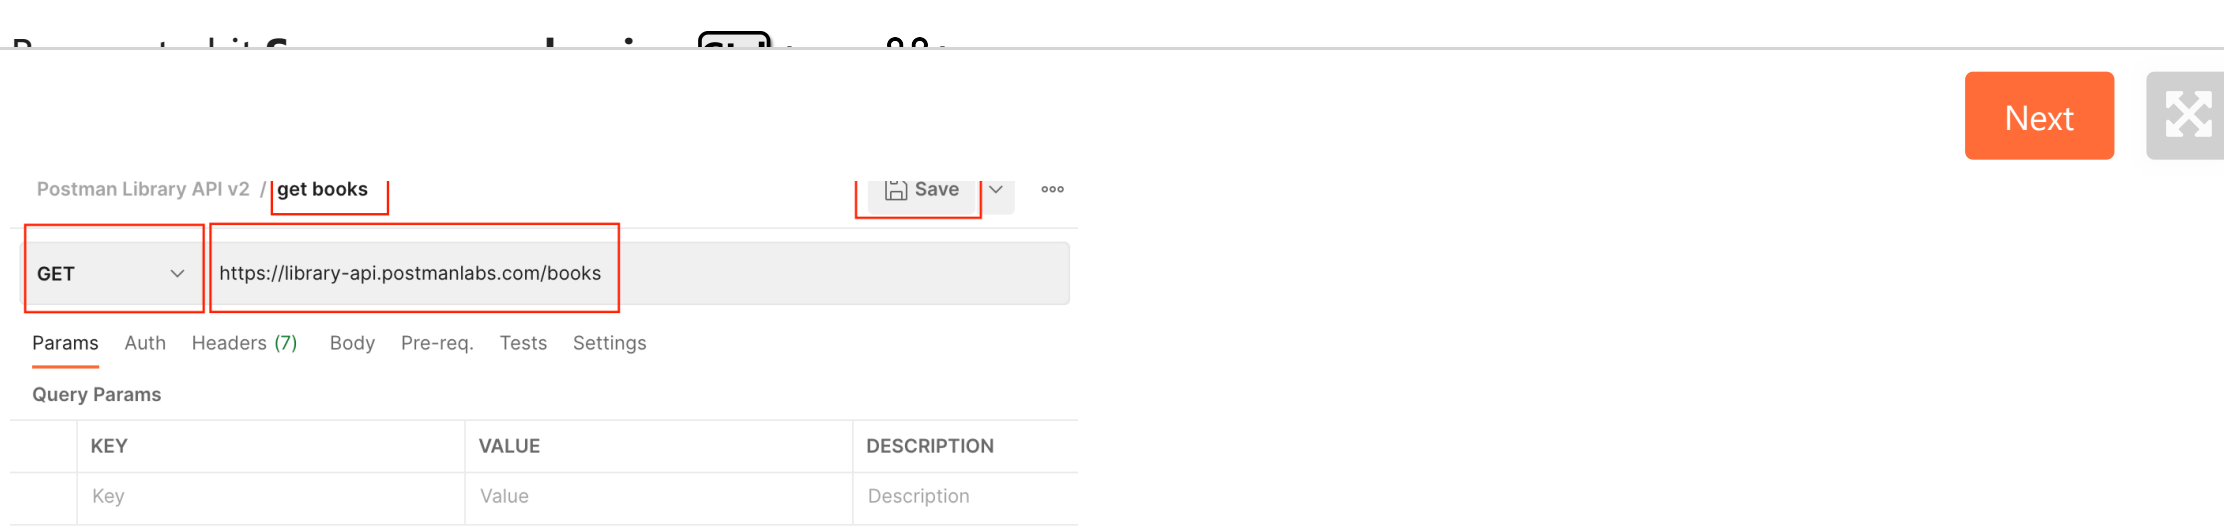 Next
Postman Library API v2 / get books
Save
GET
https://library-api.postmanlabs.com/books
Params Auth Headers (7) Body Pre-req. Tests Settings
Query Params
KEY VALUE DESCRIPTION
Key Value Description